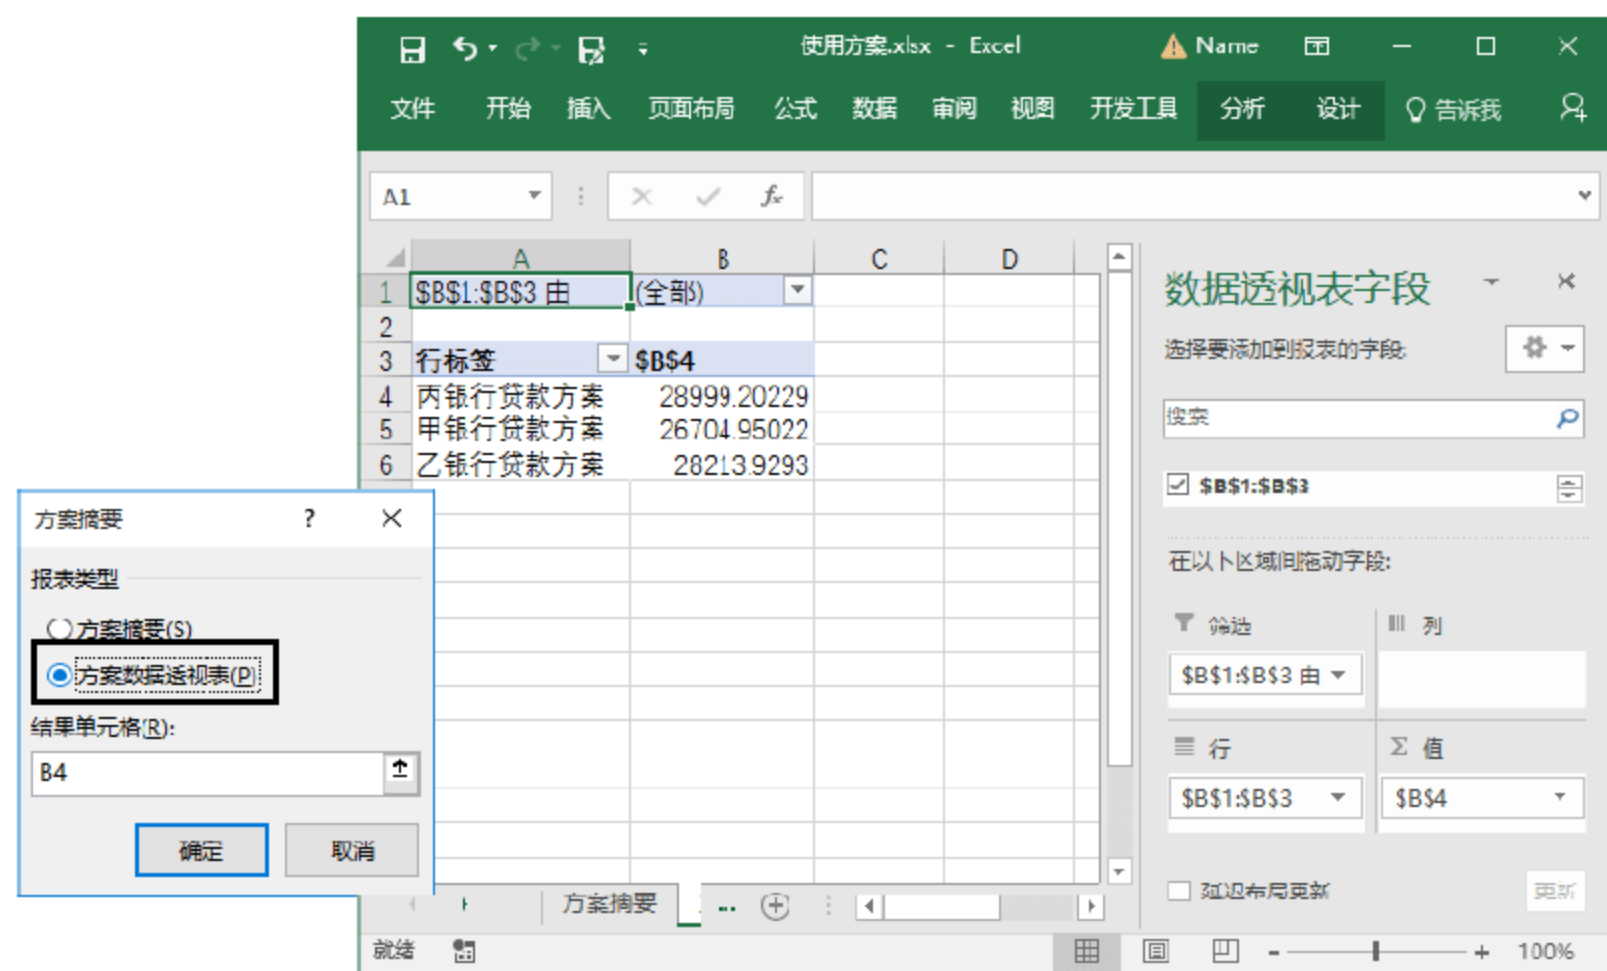 使用方案.xlsx - Excel
Name
文件 开始 插入 页面布局 公式 数据 审阅 视图 开发工具 分析 设计 告诉我
A1
fx
A B C D
1 $B$1:$B$3 由 (全部)
2
3 行标签 $B$4
4 丙银行贷款方案 28999.20229
5 甲银行贷款方案 26704.95022
6 乙银行贷款方案 28213.9293
数据透视表字段
选择要添加到报表的字段:
搜索
$B$1:$B$3
在以下区域间拖动字段:
筛选 列
$B$1:$B$3 由
行 Σ 值
$B$1:$B$3 $B$4
延迟布局更新 更新
方案摘要 ? ×
报表类型
方案摘要(S)
方案数据透视表(P)
结果单元格(R):
B4
确定 取消
方案摘要 ...
就绪
- + 100%